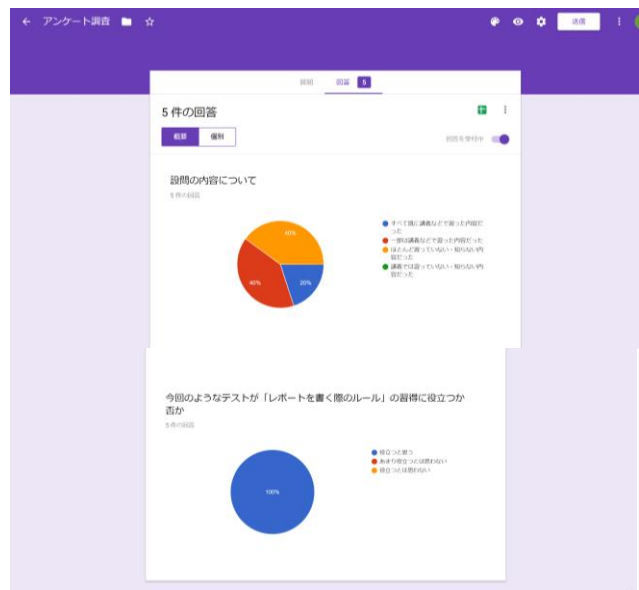 アンケート調査
送信
質問 回答 5
5 件の回答
概要 個別
回答を受付中
設問の内容について
5 件の回答
40%
40%
20%
すべて既に講義などで習った内容だ
った
一部は講義などで習った内容だった
ほとんど習っていない・知らない内
容だった
講義では習っていない・知らない内
容だった
今回のようなテストが「レポートを書く際のルール」の習得に役立つか
否か
5 件の回答
100%
役立つと思う
あまり役立つとは思わない
役立つとは思わない